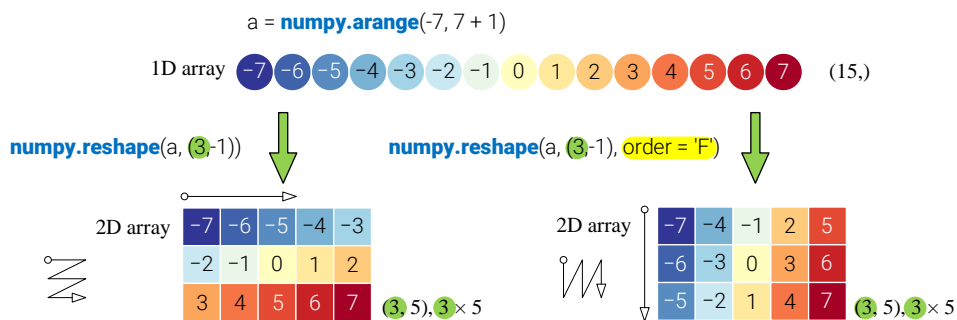 a = numpy.arange(-7, 7 + 1)
1D array −7 −6 −5 −4 −3 −2 −1 0 1 2 3 4 5 6 7 (15,)
numpy.reshape(a, (3,-1))
numpy.reshape(a, (3,-1), order = 'F')
2D array
−7 −6 −5 −4 −3
−2 −1 0 1 2
3 4 5 6 7
(3, 5), 3 × 5
2D array
−7 −4 −1 2 5
−6 −3 0 3 6
−5 −2 1 4 7
(3, 5), 3 × 5